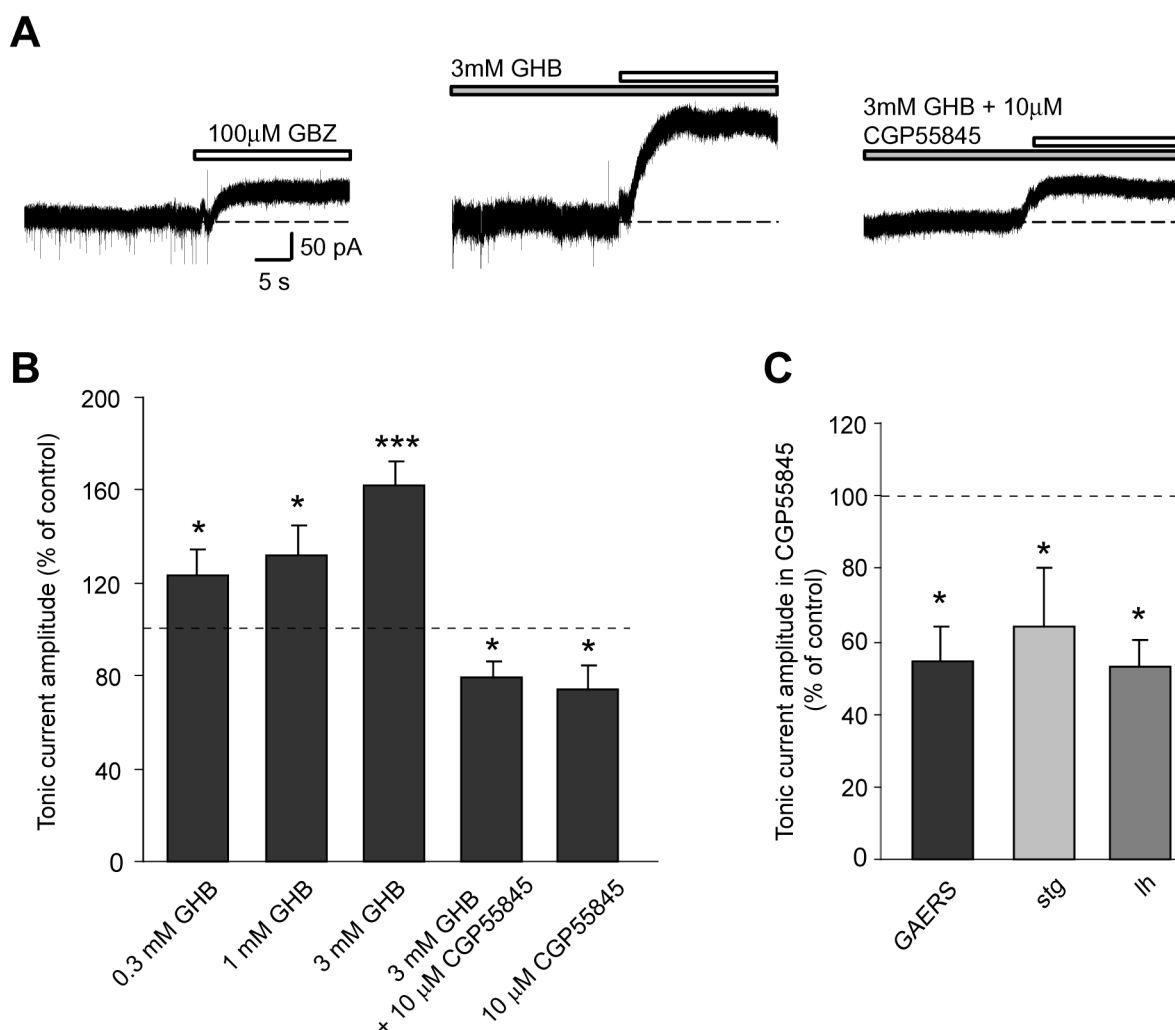 A
3mM GHB
100μM GBZ
3mM GHB + 10μM
CGP55845
50 pA
5 s
B
C
Tonic current amplitude (% of control)
200
160
120
80
40
0
*
*
***
*
*
0.3 mM GHB
1 mM GHB
3 mM GHB
3 mM GHB
+ 10 μM CGP55845
10 μM CGP55845
Tonic current amplitude in CGP55845
(% of control)
120
100
80
60
40
20
0
*
*
*
GAERS
stg
lh